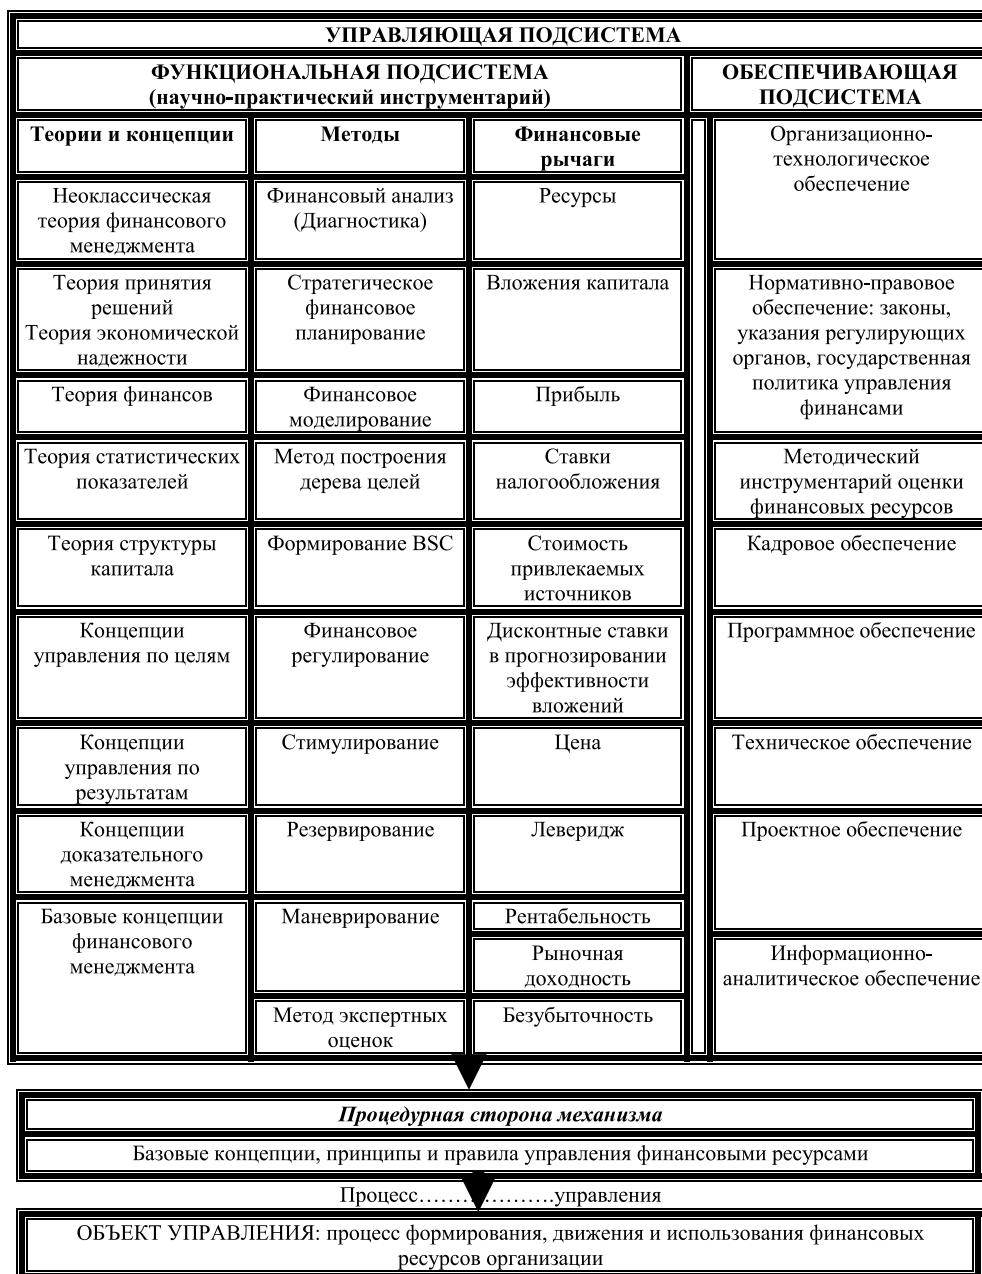 УПРАВЛЯЮЩАЯ ПОДСИСТЕМА
ФУНКЦИОНАЛЬНАЯ ПОДСИСТЕМА
(научно-практический инструментарий)
ОБЕСПЕЧИВАЮЩАЯ
ПОДСИСТЕМА
Теории и концепции
Методы
Финансовые
рычаги
Организационно-
технологическое
обеспечение
Неоклассическая
теория финансового
менеджмента
Финансовый анализ
(Диагностика)
Ресурсы
Теория принятия
решений
Теория экономической
надежности
Стратегическое
финансовое
планирование
Вложения капитала
Нормативно-правовое
обеспечение: законы,
указания регулирующих
органов, государственная
политика управления
финансами
Теория финансов
Финансовое
моделирование
Прибыль
Теория статистических
показателей
Метод построения
дерева целей
Ставки
налогообложения
Методический
инструментарий оценки
финансовых ресурсов
Теория структуры
капитала
Формирование BSC
Стоимость
привлекаемых
источников
Кадровое обеспечение
Концепции
управления по целям
Финансовое
регулирование
Дисконтные ставки
в прогнозировании
эффективности
вложений
Программное обеспечение
Концепции
управления по
результатам
Стимулирование
Цена
Техническое обеспечение
Концепции
доказательного
менеджмента
Резервирование
Леверидж
Проектное обеспечение
Базовые концепции
финансового
менеджмента
Маневрирование
Рентабельность
Рыночная
доходность
Информационно-
аналитическое обеспечение
Метод экспертных
оценок
Безубыточность
Процедурная сторона механизма
Базовые концепции, принципы и правила управления финансовыми ресурсами
Процесс……………….управления
ОБЪЕКТ УПРАВЛЕНИЯ: процесс формирования, движения и использования финансовых
ресурсов организации